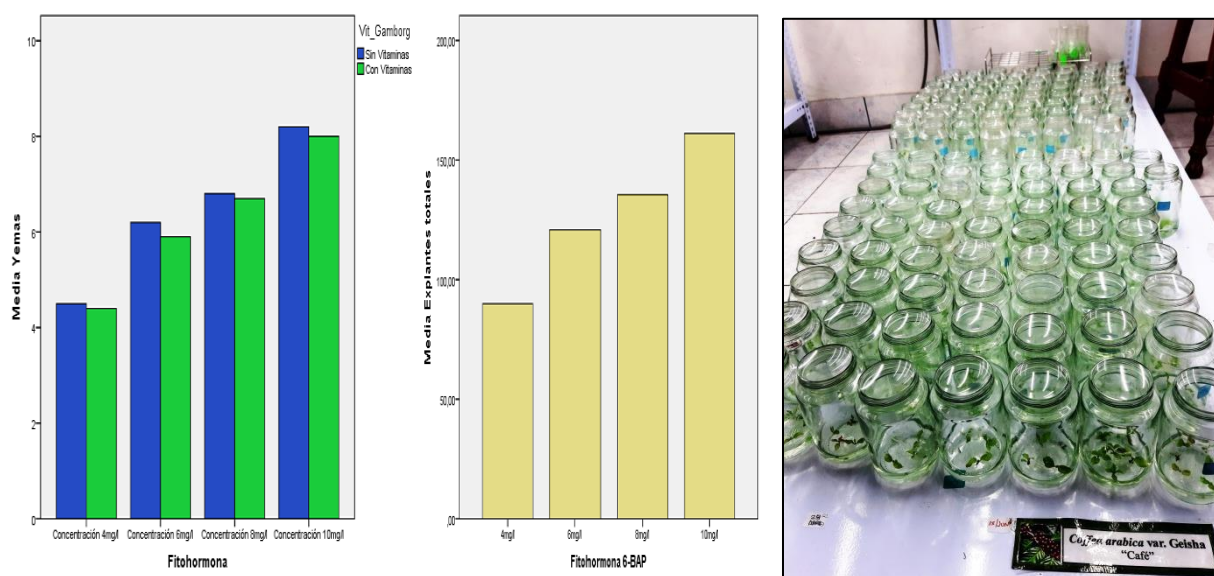 Vit_Gamborg
Sin Vitaminas
Con Vitaminas
Media Yemas
10
8
6
4
2
0
Concentración 4mg/l
Concentración 6mg/l
Concentración 8mg/l
Concentración 10mg/l
Fitohormona
Media Explantes totales
200,00
150,00
100,00
50,00
,00
4mg/l
6mg/l
8mg/l
10mg/l
Fitohormona 6-BAP
Coffea arabica var. Geisha
“Café”